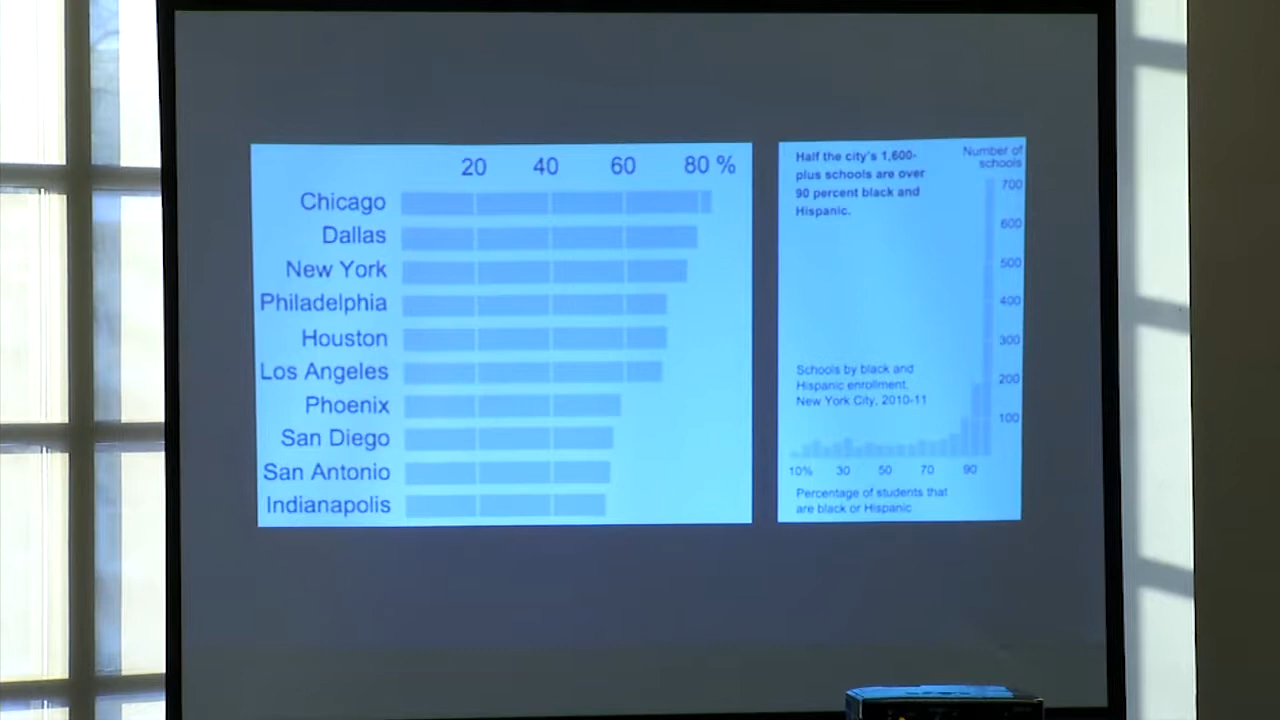 20 40 60 80 %
Chicago
Dallas
New York
Philadelphia
Houston
Los Angeles
Phoenix
San Diego
San Antonio
Indianapolis
Half the city's 1,600-
plus schools are over
90 percent black and
Hispanic.
Number of
schools
700
600
500
400
300
200
100
Schools by black and
Hispanic enrollment,
New York City, 2010-11
10% 30 50 70 90
Percentage of students that
are black or Hispanic